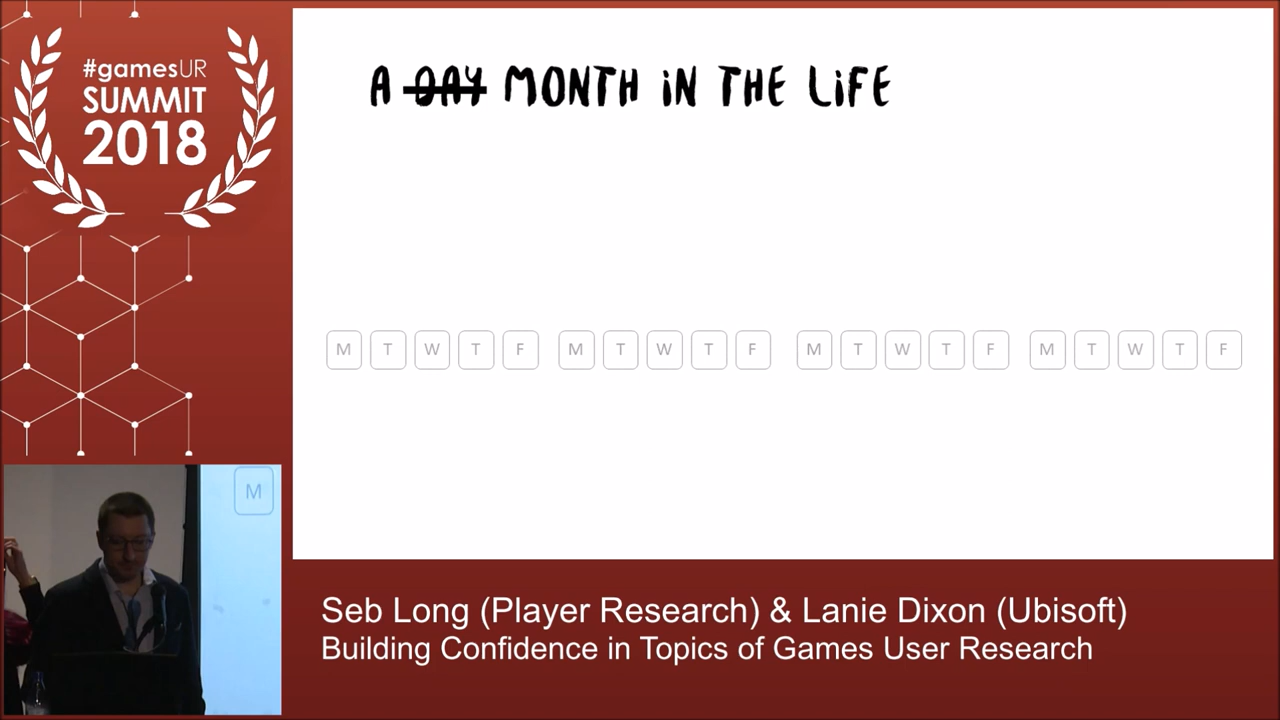 #gamesUR
SUMMIT
2018
A DAY MONTH IN THE LIFE
M T W T F M T W T F M T W T F M T W T F
M
Seb Long (Player Research) & Lanie Dixon (Ubisoft)
Building Confidence in Topics of Games User Research